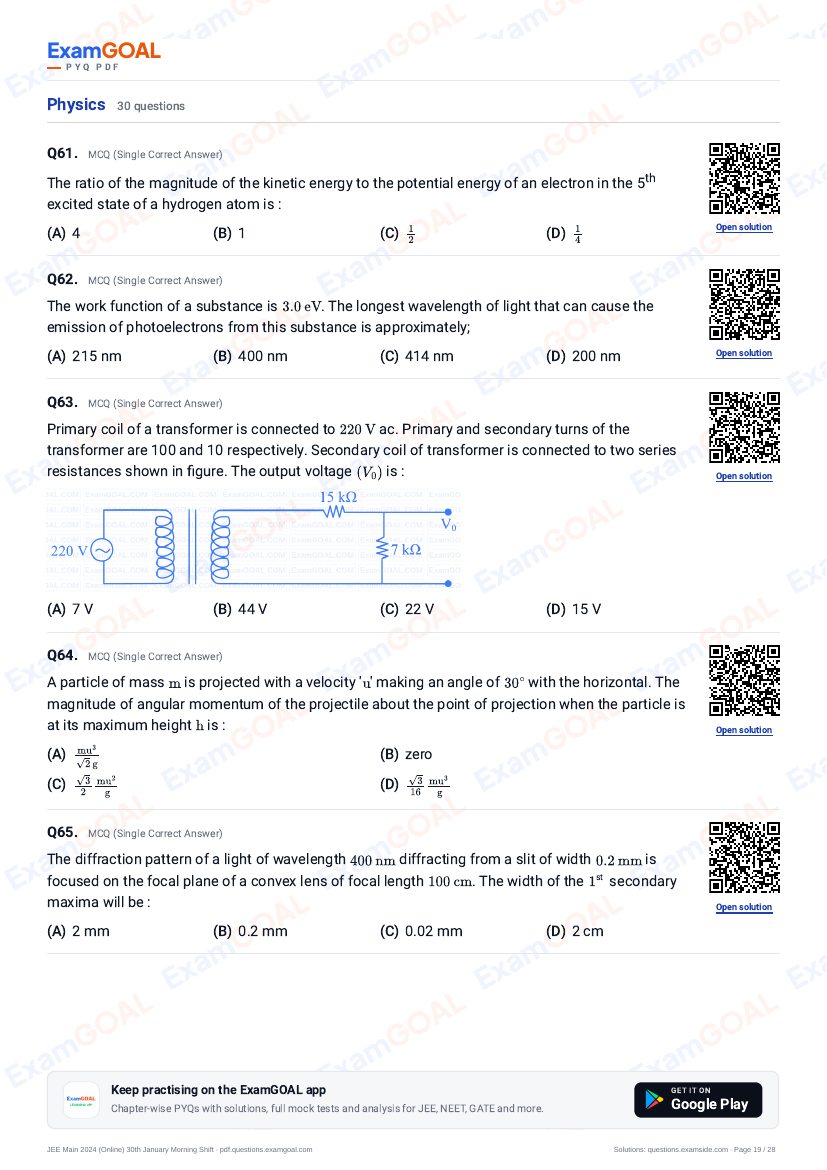 ExamGOAL
PYQ PDF
Physics 30 questions
Q61. MCQ (Single Correct Answer)
The ratio of the magnitude of the kinetic energy to the potential energy of an electron in the 5th
excited state of a hydrogen atom is :
(A) 4 (B) 1 (C) 1/2 (D) 1/4
Open solution
Q62. MCQ (Single Correct Answer)
The work function of a substance is 3.0 eV. The longest wavelength of light that can cause the
emission of photoelectrons from this substance is approximately;
(A) 215 nm (B) 400 nm (C) 414 nm (D) 200 nm
Open solution
Q63. MCQ (Single Correct Answer)
Primary coil of a transformer is connected to 220 V ac. Primary and secondary turns of the
transformer are 100 and 10 respectively. Secondary coil of transformer is connected to two series
resistances shown in figure. The output voltage (V₀) is :
Open solution
15 kΩ
V₀
220 V
7 kΩ
(A) 7 V (B) 44 V (C) 22 V (D) 15 V
Q64. MCQ (Single Correct Answer)
A particle of mass m is projected with a velocity 'u' making an angle of 30° with the horizontal. The
magnitude of angular momentum of the projectile about the point of projection when the particle is
at its maximum height h is :
Open solution
(A) mu³/√2 g (B) zero
(C) √3/2 mu²/g (D) √3/16 mu³/g
Q65. MCQ (Single Correct Answer)
The diffraction pattern of a light of wavelength 400 nm diffracting from a slit of width 0.2 mm is
focused on the focal plane of a convex lens of focal length 100 cm. The width of the 1st secondary
maxima will be :
Open solution
(A) 2 mm (B) 0.2 mm (C) 0.02 mm (D) 2 cm
Keep practising on the ExamGOAL app
Chapter-wise PYQs with solutions, full mock tests and analysis for JEE, NEET, GATE and more.
ExamGOAL
GET IT ON
Google Play
JEE Main 2024 (Online) 30th January Morning Shift · pdf.questions.examgoal.com
Solutions: questions.examside.com · Page 19 / 28